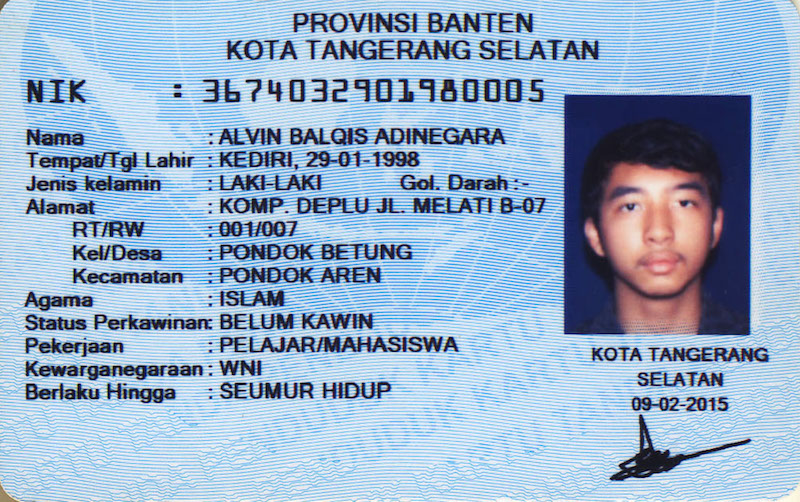 PROVINSI BANTEN
KOTA TANGERANG SELATAN
NIK : 3674032901980005
Nama : ALVIN BALQIS ADINEGARA
Tempat/Tgl Lahir : KEDIRI, 29-01-1998
Jenis kelamin : LAKI-LAKI Gol. Darah :-
Alamat : KOMP. DEPLU JL. MELATI B-07
RT/RW : 001/007
Kel/Desa : PONDOK BETUNG
Kecamatan : PONDOK AREN
Agama : ISLAM
Status Perkawinan: BELUM KAWIN
Pekerjaan : PELAJAR/MAHASISWA
Kewarganegaraan : WNI
Berlaku Hingga : SEUMUR HIDUP
KOTA TANGERANG
SELATAN
09-02-2015